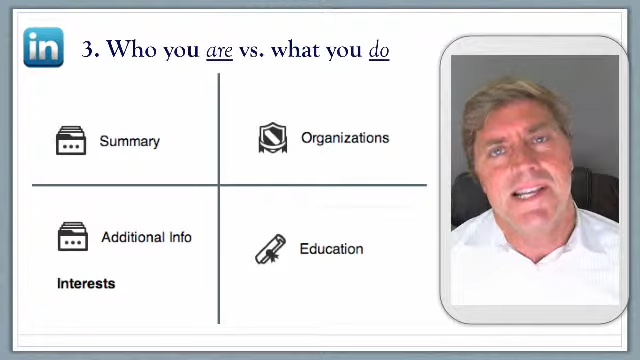 in
3. Who you are vs. what you do
Summary
Organizations
Additional Info
Interests
Education